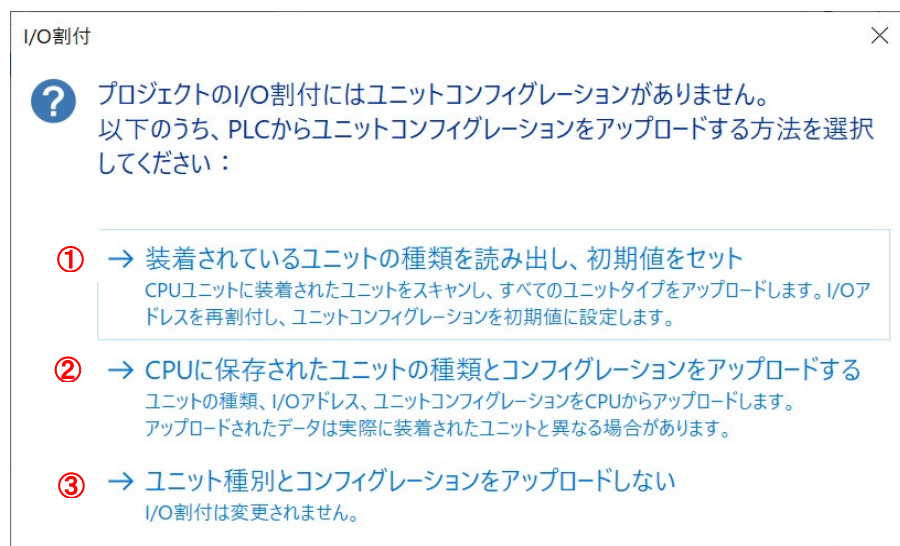 I/O割付
プロジェクトのI/O割付にはユニットコンフィグレーションがありません。
以下のうち、PLCからユニットコンフィグレーションをアップロードする方法を選択
してください：
① → 装着されているユニットの種類を読み出し、初期値をセット
CPUユニットに装着されたユニットをスキャンし、すべてのユニットタイプをアップロードします。I/Oア
ドレスを再割付し、ユニットコンフィグレーションを初期値に設定します。
② → CPUに保存されたユニットの種類とコンフィグレーションをアップロードする
ユニットの種類、I/Oアドレス、ユニットコンフィグレーションをCPUからアップロードします。
アップロードされたデータは実際に装着されたユニットと異なる場合があります。
③ → ユニット種別とコンフィグレーションをアップロードしない
I/O割付は変更されません。